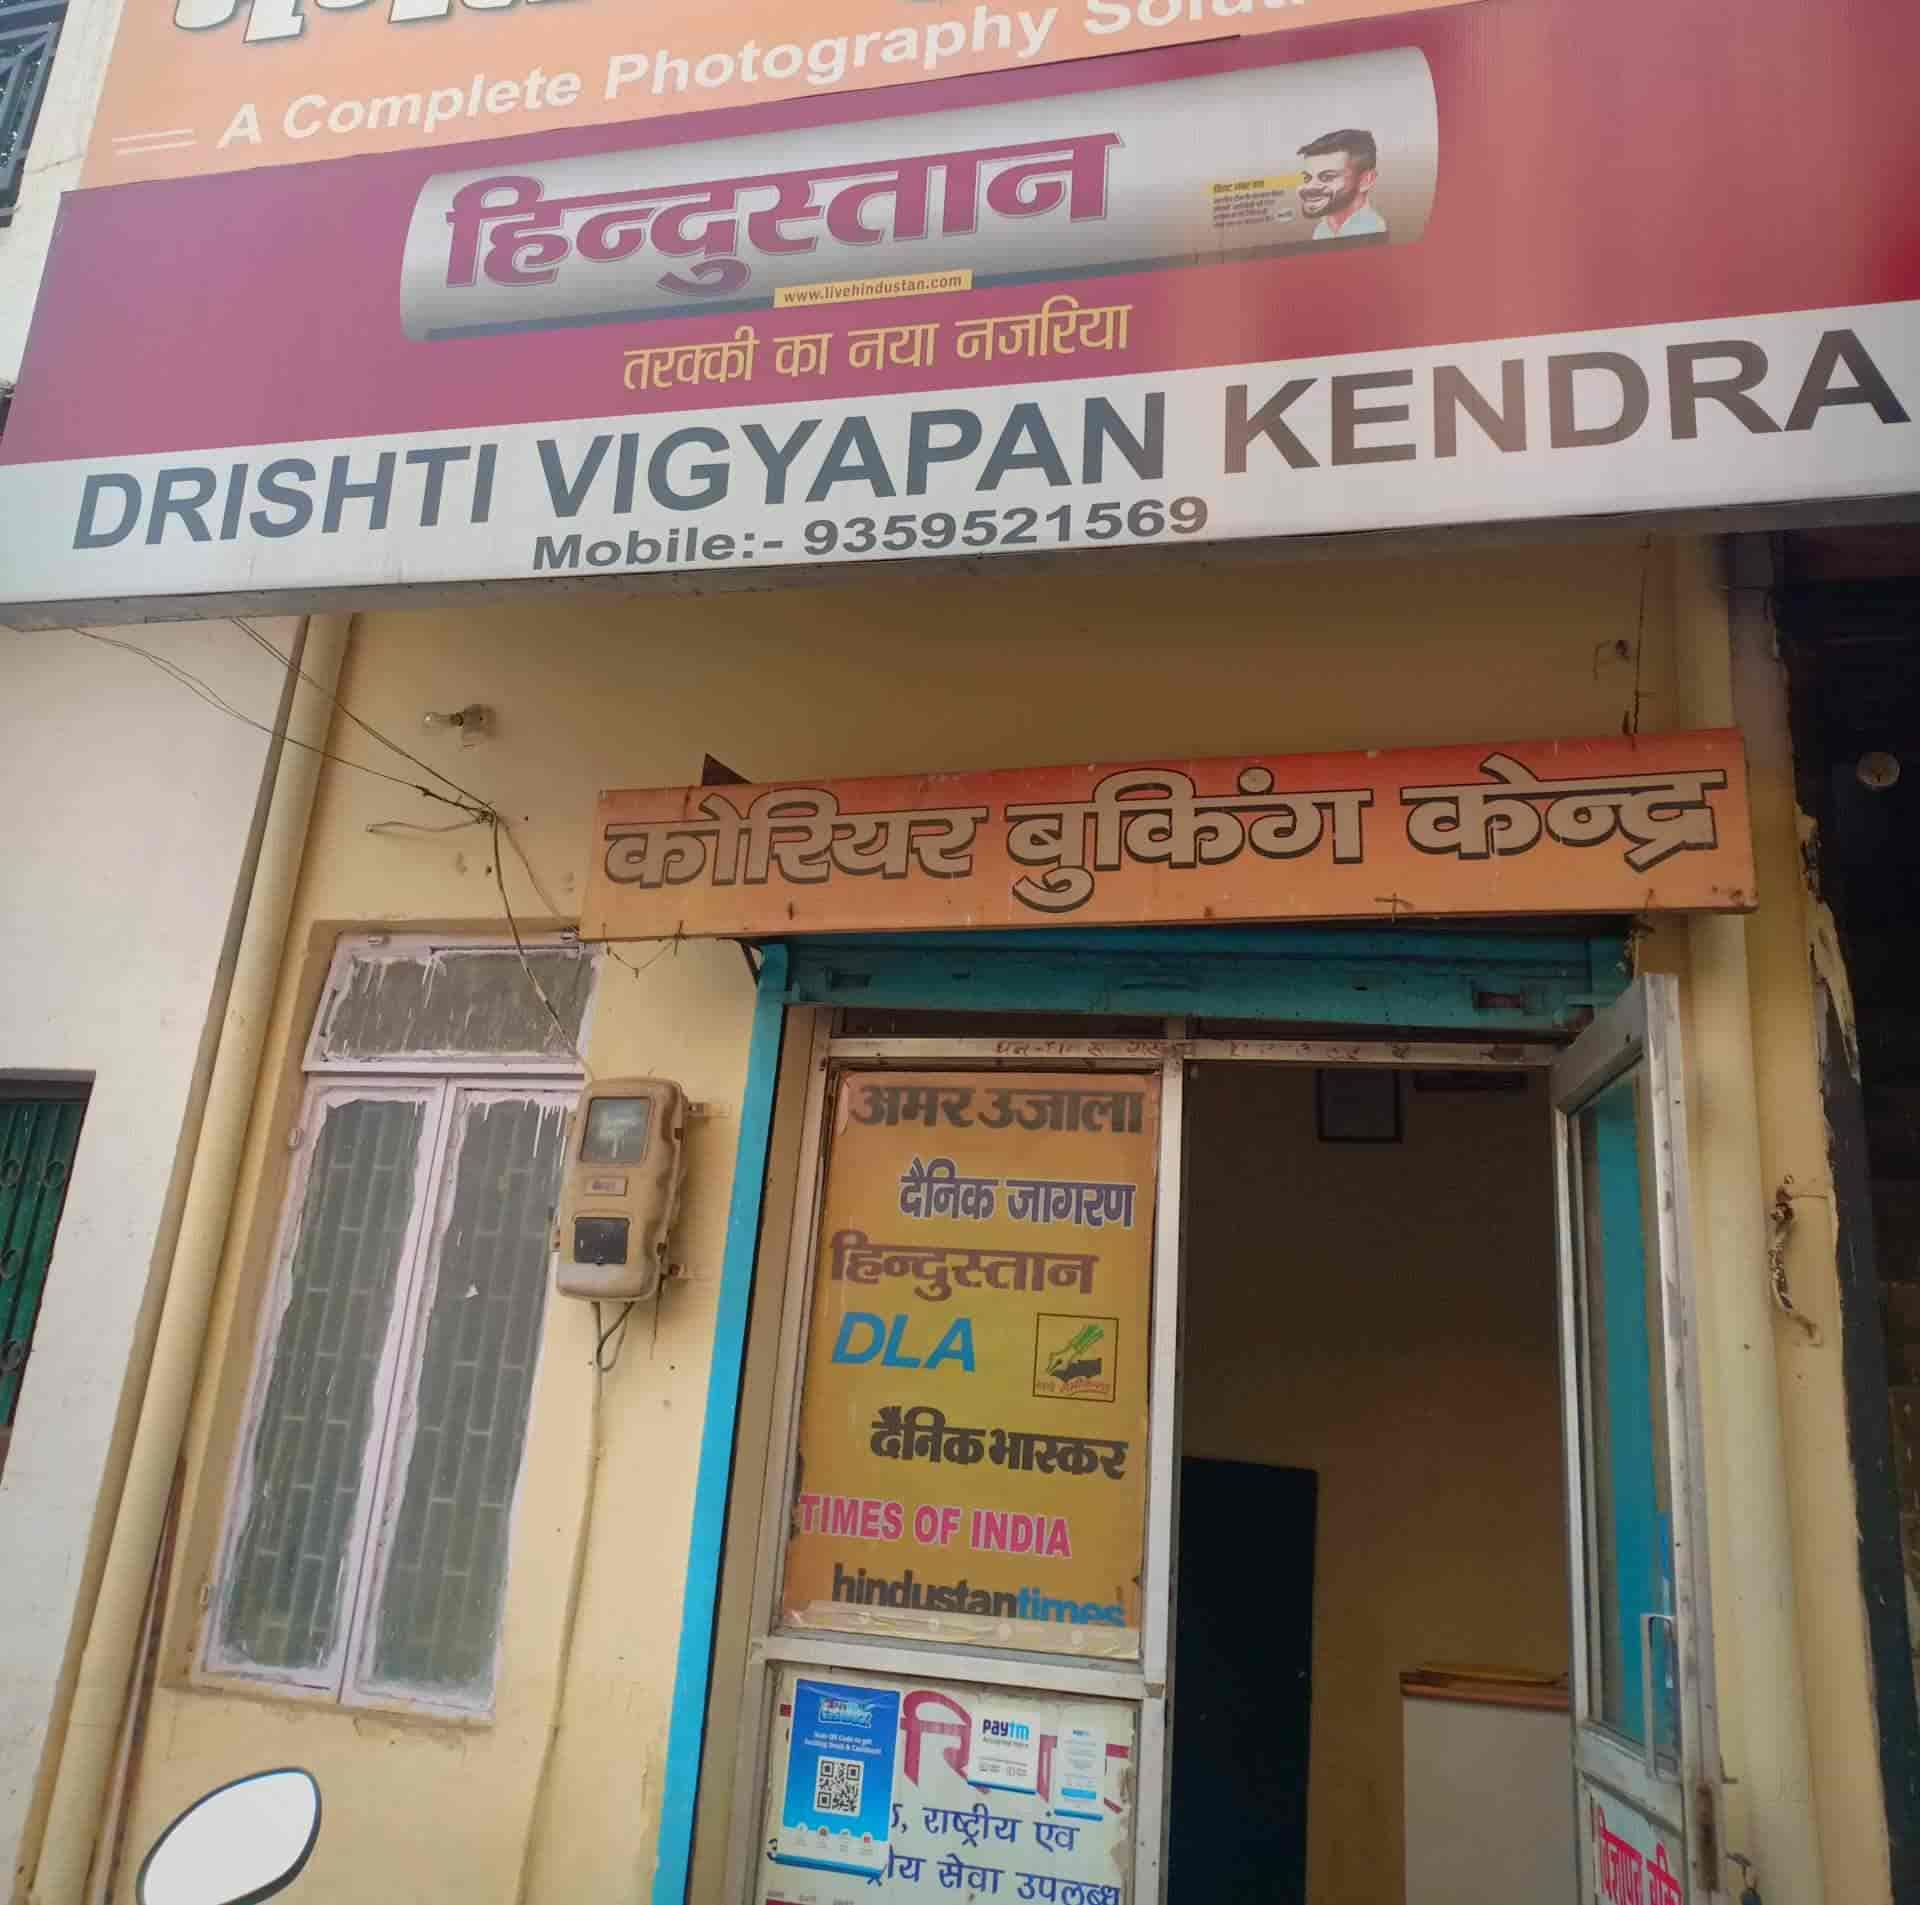 A Complete Photography
हिन्दुस्तान
www.livehindustan.com
तरक्की का नया नजरिया
DRISHTI VIGYAPAN KENDRA
Mobile:- 9359521569
कोरियर बुकिंग केन्द्र
अमर उजाला
दैनिक जागरण
हिन्दुस्तान
DLA
दैनिक भास्कर
TIMES OF INDIA
hindustantimes
paytm
राष्ट्रीय एंव
सेवा उपलब्ध